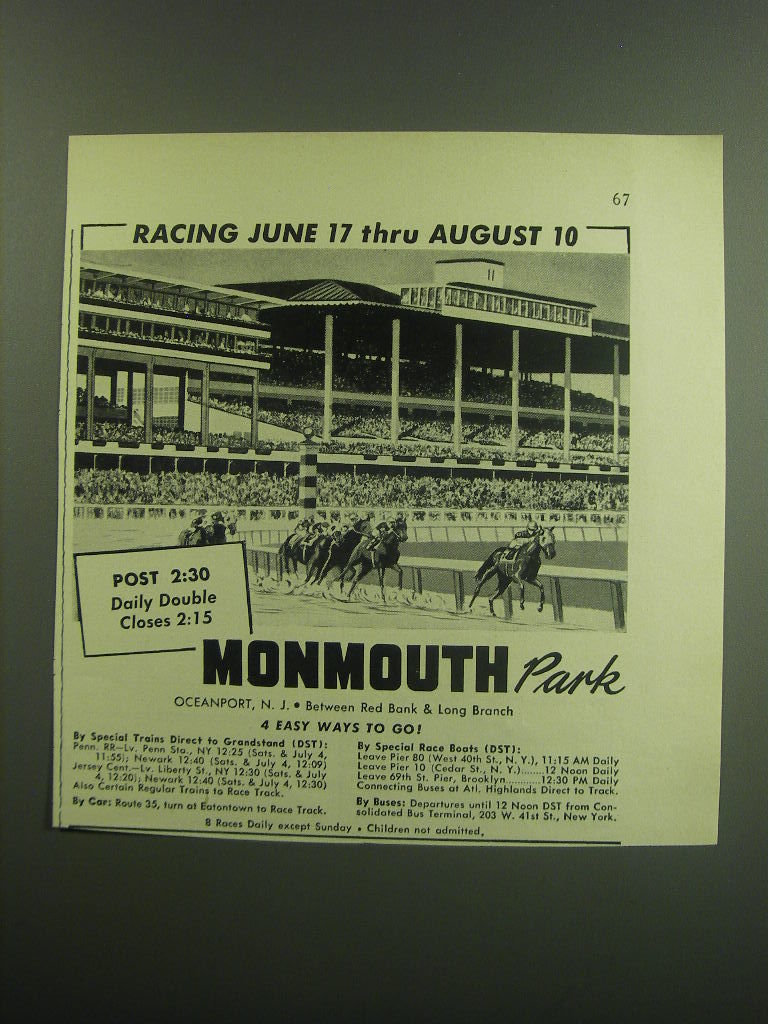 67
RACING JUNE 17 thru AUGUST 10
POST 2:30
Daily Double
Closes 2:15
MONMOUTH Park
OCEANPORT, N. J. • Between Red Bank & Long Branch
4 EASY WAYS TO GO!
By Special Trains Direct to Grandstand (DST):
Penn. RR—Lv. Penn Sta., NY 12:25 (Sats. & July 4,
11:55); Newark 12:40 (Sats. & July 4, 12:09)
Jersey Cent.—Lv. Liberty St., NY 12:30 (Sats. & July
4, 12:20); Newark 12:40 (Sats. & July 4, 12:30)
Also Certain Regular Trains to Race Track.
By Car: Route 35, turn at Eatontown to Race Track.
By Special Race Boats (DST):
Leave Pier 80 (West 40th St., N. Y.), 11:15 AM Daily
Leave Pier 10 (Cedar St., N. Y.)........12 Noon Daily
Leave 69th St. Pier, Brooklyn...........12:30 PM Daily
Connecting Buses at Atl. Highlands Direct to Track.
By Buses: Departures until 12 Noon DST from Con-
solidated Bus Terminal, 203 W. 41st St., New York.
8 Races Daily except Sunday • Children not admitted,